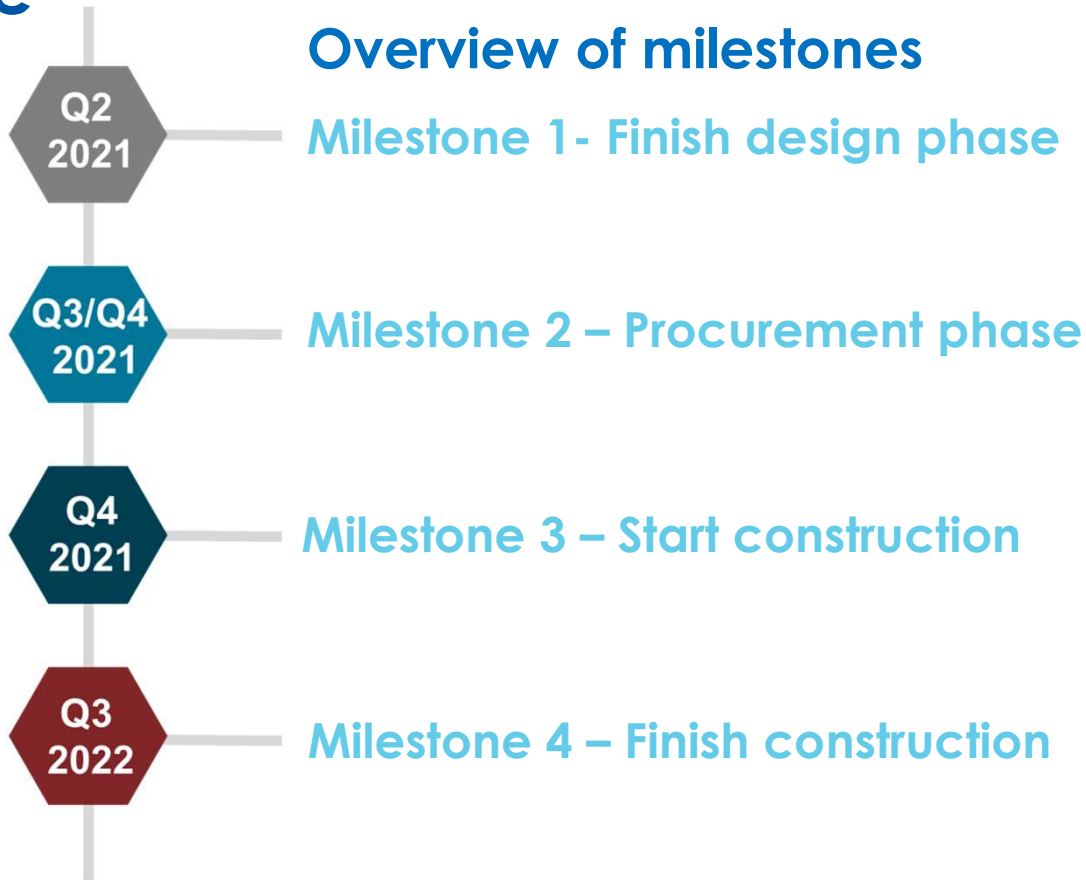 Overview of milestones
Q2
2021
Milestone 1- Finish design phase
Q3/Q4
2021
Milestone 2 – Procurement phase
Q4
2021
Milestone 3 – Start construction
Q3
2022
Milestone 4 – Finish construction